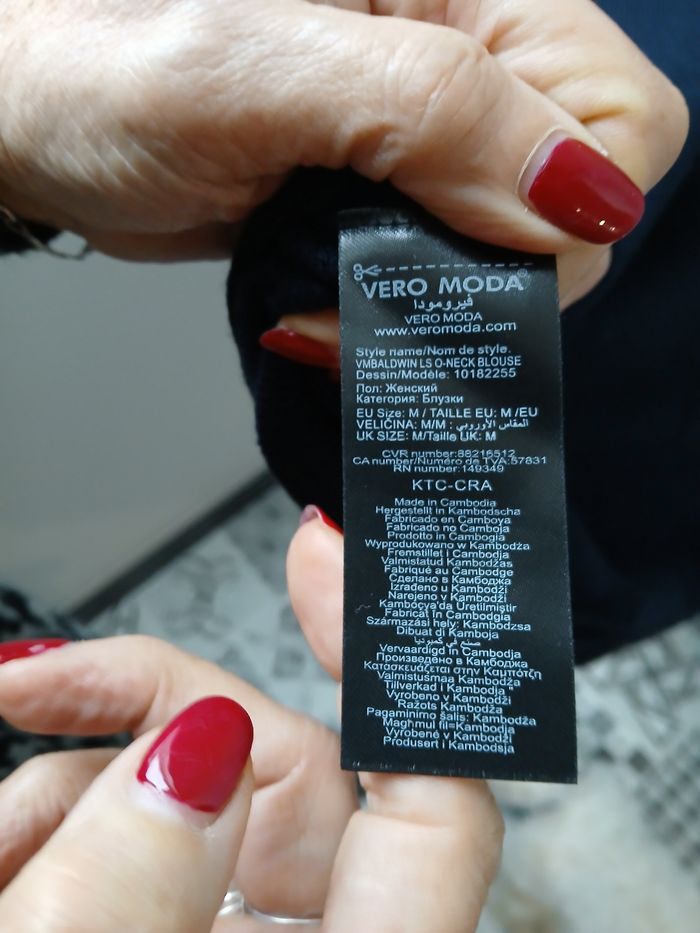 VERO MODA®
فيرومودا
VERO MODA
www.veromoda.com
Style name/Nom de style.
VMBALDWIN LS O-NECK BLOUSE
Dessin/Modèle: 10182255
Пол: Женский
Категория: Блузки
EU Size: M / TAILLE EU: M /EU
VELIČINA: M/M : المقاس الأوروبي
UK SIZE: M/Taille UK: M
CVR number:88216512
CA number/Numéro de TVA:57831
RN number:149349
KTC-CRA
Made in Cambodia
Hergestellt in Kambodscha
Fabricado en Camboya
Fabricado no Camboja
Prodotto in Cambogia
Wyprodukowano w Kambodża
Fremstillet i Cambodja
Valmistatud Kambodžas
Fabriqué au Cambodge
Сделано в Камбоджа
Izrađeno u Kambodži
Narejeno v Kambodži
Kamboçya'da Üretilmiştir
Fabricat în Cambodgia
Származási hely: Kambodzsa
Dibuat di Kamboja
صنع في كمبوديا
Vervaardigd in Cambodja
Произведено в Камбоджа
Κατασκευάζεται στην Καμπότζη
Valmistusmaa Kambodža
Tillverkad i Kambodja "
Vyrobeno v Kambodži
Ražots Kambodža
Pagaminimo šalis: Kambodža
Magħmul fil=Kambodja
Vyrobené v Kambodži
Produsert i Kambodsja